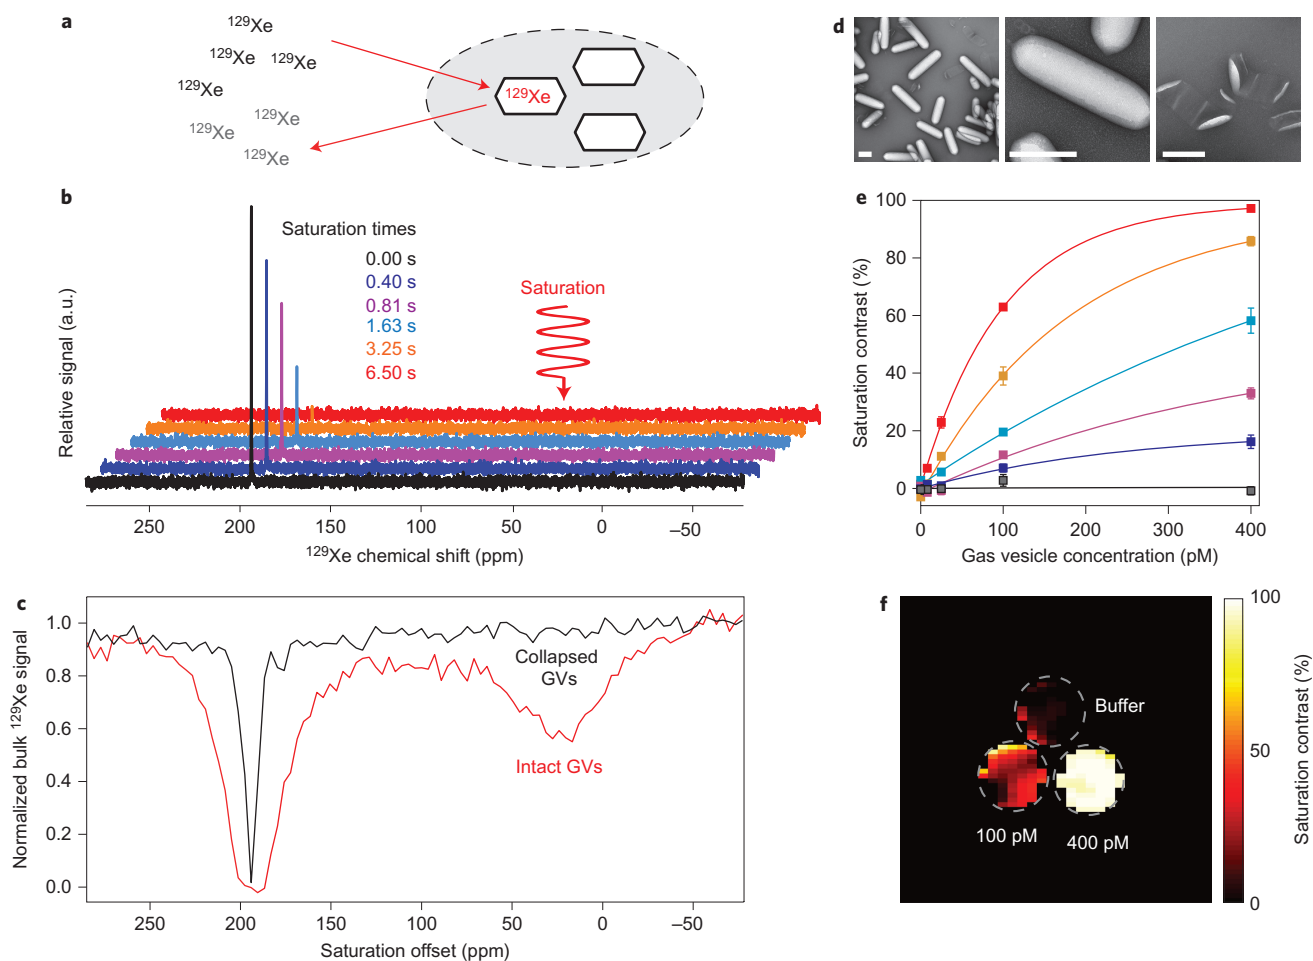 a
¹²⁹Xe
¹²⁹Xe
¹²⁹Xe
¹²⁹Xe
¹²⁹Xe
¹²⁹Xe
¹²⁹Xe
¹²⁹Xe
b
Relative signal (a.u.)
Saturation times
0.00 s
0.40 s
0.81 s
1.63 s
3.25 s
6.50 s
Saturation
250 200 150 100 50 0 –50
¹²⁹Xe chemical shift (ppm)
c
Normalized bulk ¹²⁹Xe signal
1.0
0.8
0.6
0.4
0.2
0.0
Collapsed
GVs
Intact GVs
250 200 150 100 50 0 –50
Saturation offset (ppm)
d
e
Saturation contrast (%)
100
80
60
40
20
0
0 100 200 300 400
Gas vesicle concentration (pM)
f
Buffer
100 pM
400 pM
100
50
0
Saturation contrast (%)